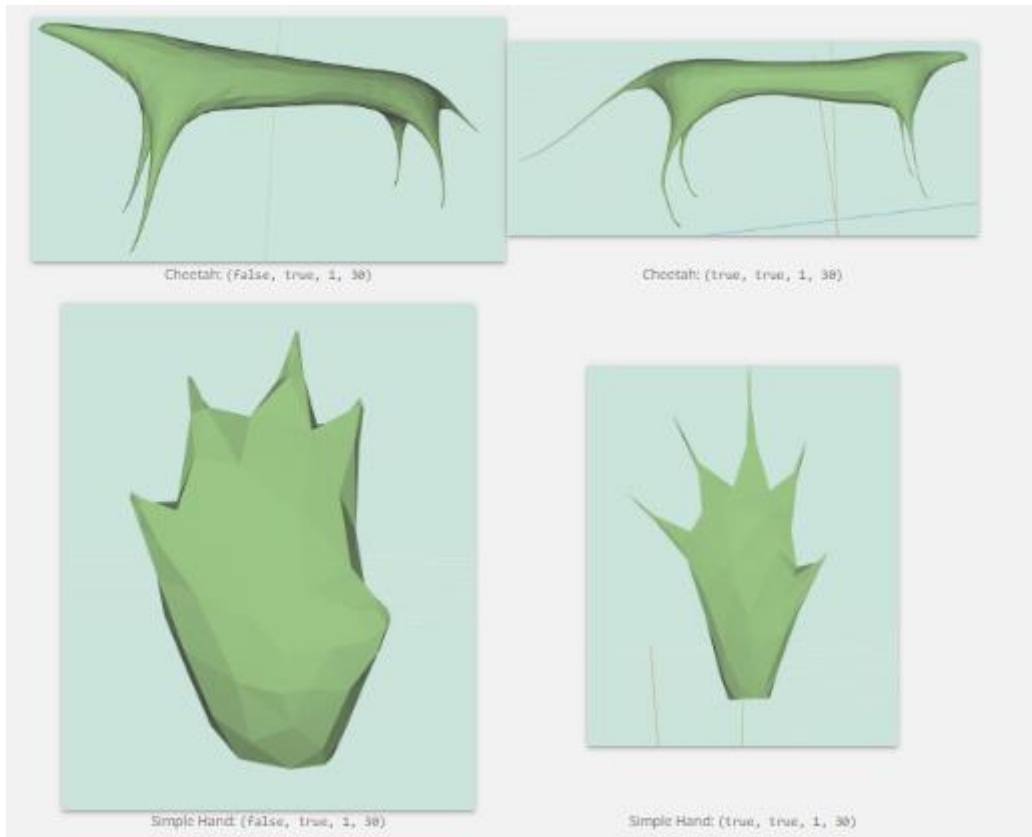 Cheetah: (false, true, 1, 30)
Cheetah: (true, true, 1, 30)
Simple Hand: (false, true, 1, 30)
Simple Hand: (true, true, 1, 30)